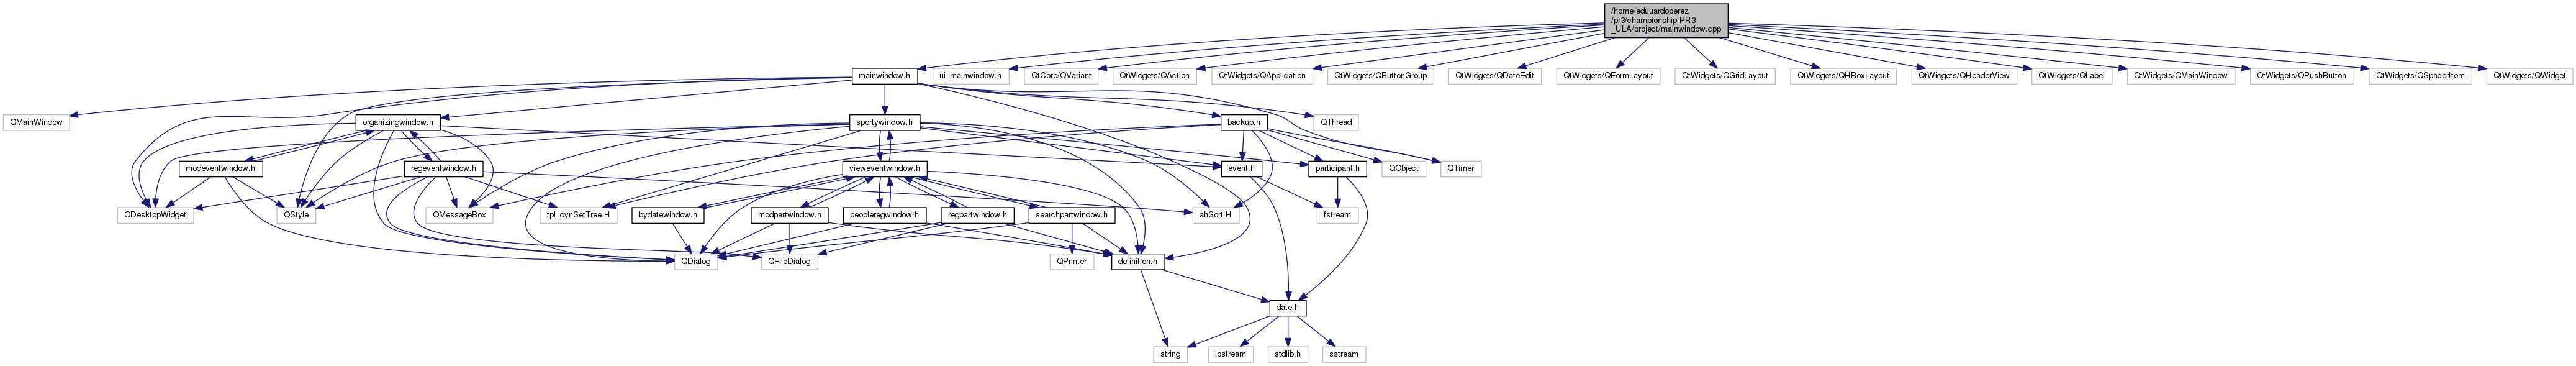 /home/eduuardoperez
/pr3/championship-PR3
_ULA/project/mainwindow.cpp
mainwindow.h
ui_mainwindow.h
QtCore/QVariant
QtWidgets/QAction
QtWidgets/QApplication
QtWidgets/QButtonGroup
QtWidgets/QDateEdit
QtWidgets/QFormLayout
QtWidgets/QGridLayout
QtWidgets/QHBoxLayout
QtWidgets/QHeaderView
QtWidgets/QLabel
QtWidgets/QMainWindow
QtWidgets/QPushButton
QtWidgets/QSpacerItem
QtWidgets/QWidget
QMainWindow
organizingwindow.h
sportywindow.h
backup.h
QThread
modeventwindow.h
regeventwindow.h
vieweventwindow.h
event.h
participant.h
QObject
QTimer
QDesktopWidget
QStyle
QMessageBox
tpl_dynSetTree.H
bydatewindow.h
modpartwindow.h
peopleregwindow.h
regpartwindow.h
searchpartwindow.h
ahSort.H
fstream
QDialog
QFileDialog
QPrinter
definition.h
date.h
string
iostream
stdlib.h
sstream